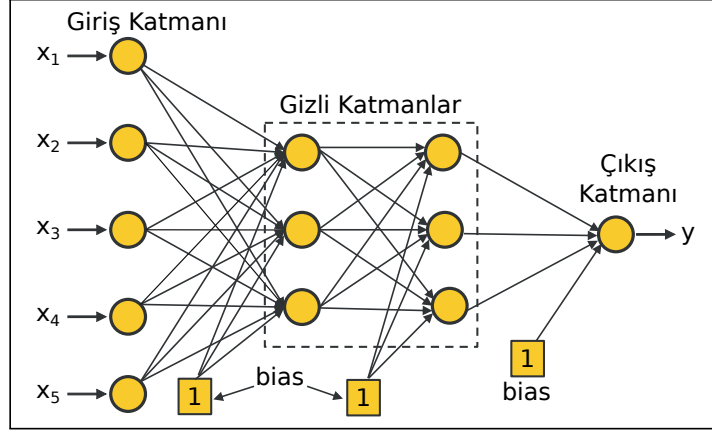 Giriş Katmanı
x₁
x₂
x₃
x₄
x₅
Gizli Katmanlar
Çıkış
Katmanı
y
1
bias
1
1
bias